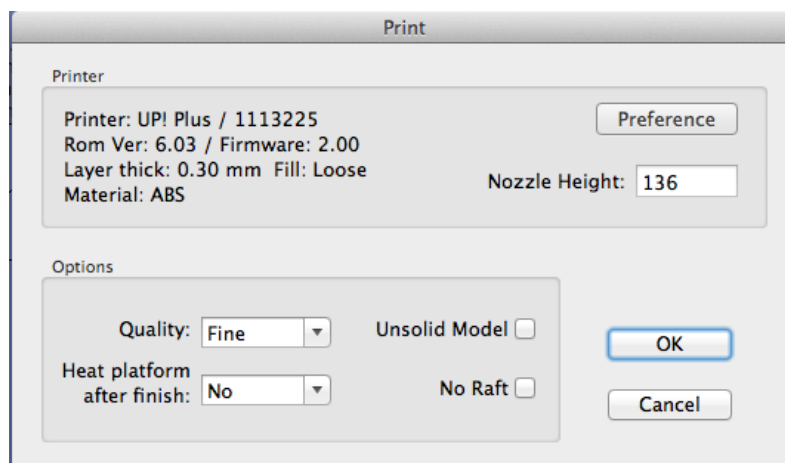 Print
Printer
Printer: UP! Plus / 1113225
Preference
Rom Ver: 6.03 / Firmware: 2.00
Layer thick: 0.30 mm  Fill: Loose
Nozzle Height: 136
Material: ABS
Options
Quality: Fine
Unsolid Model
OK
Heat platform
after finish: No
No Raft
Cancel